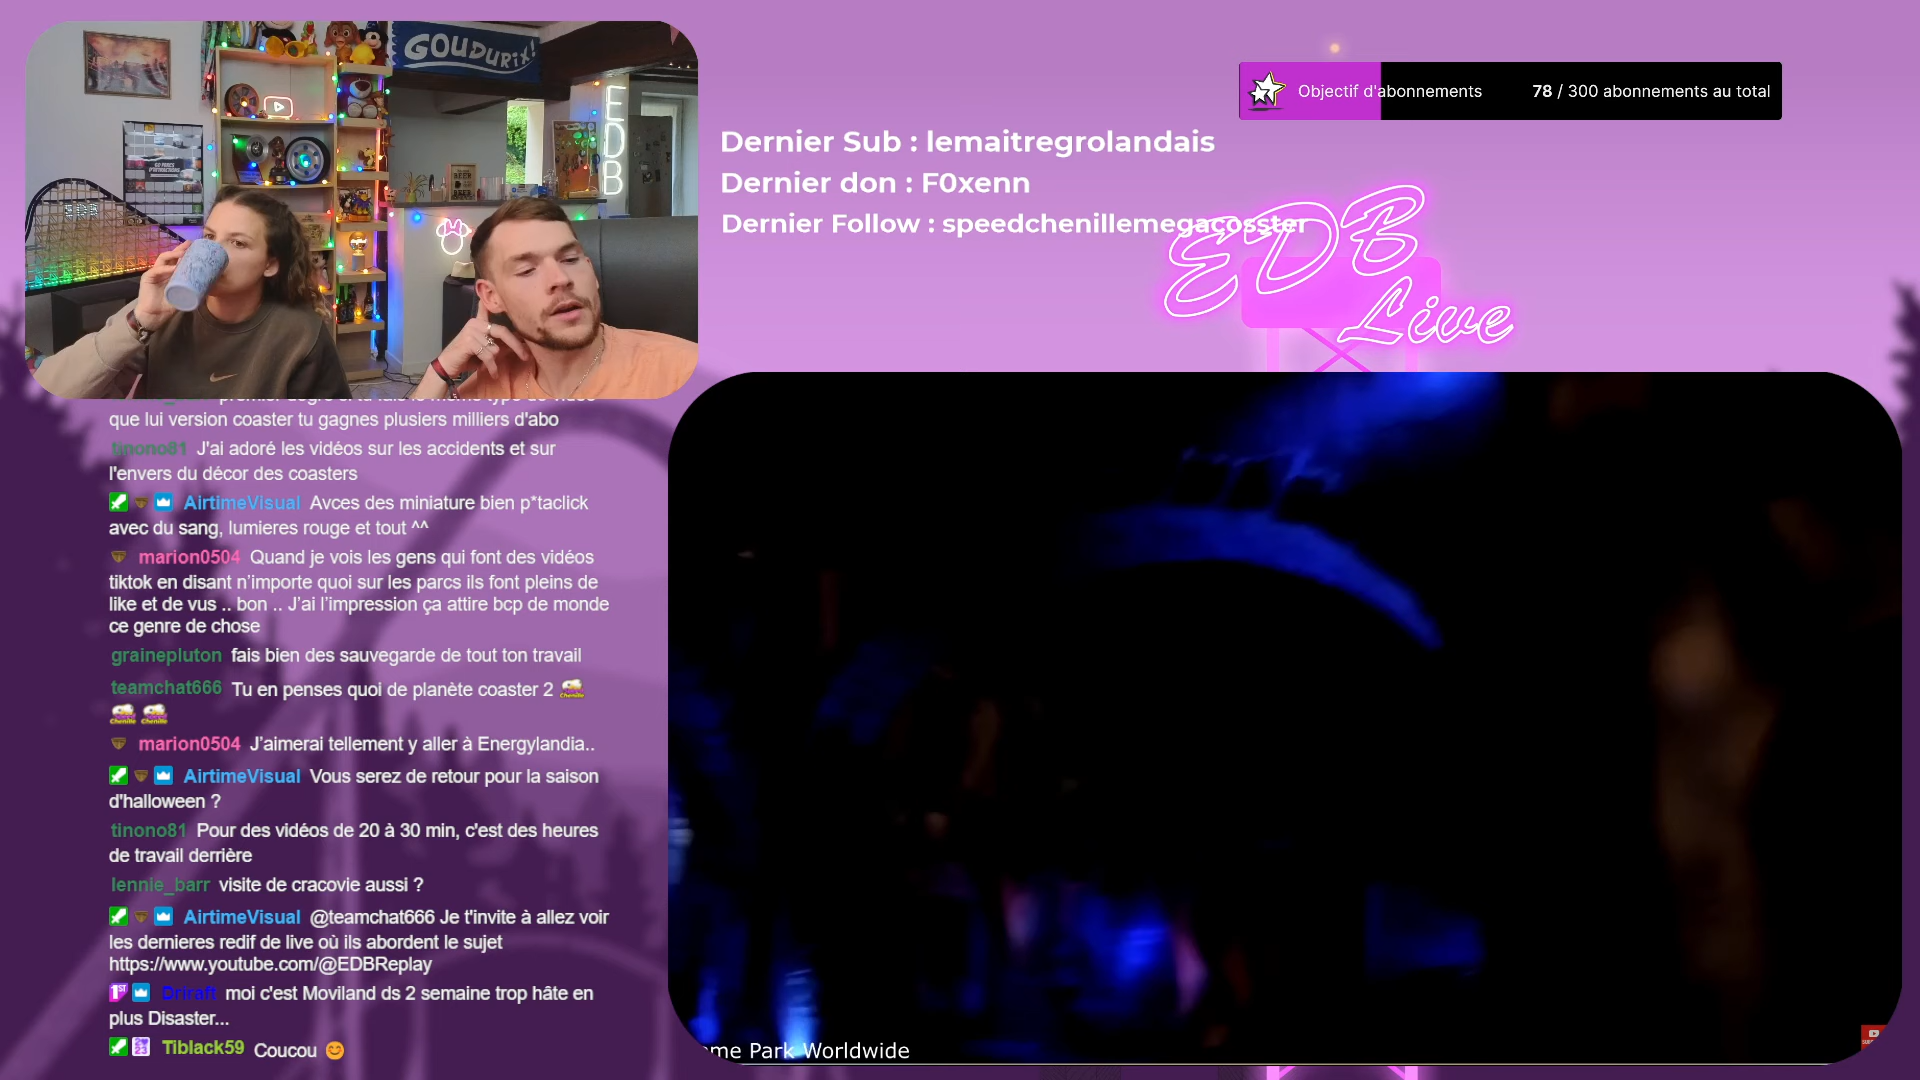 GOUDURIX!
EDB
Objectif d'abonnements
78 / 300 abonnements au total
Dernier Sub : lemaitregrolandais
Dernier don : F0xenn
Dernier Follow : speedchenillemegacosster
EDB
Live
que lui version coaster tu gagnes plusiers milliers d'abo
tinono81 J'ai adoré les vidéos sur les accidents et sur
l'envers du décor des coasters
AirtimeVisual Avces des miniature bien p*taclick
avec du sang, lumieres rouge et tout ^^
marion0504 Quand je vois les gens qui font des vidéos
tiktok en disant n'importe quoi sur les parcs ils font pleins de
like et de vus .. bon .. J'ai l'impression ça attire bcp de monde
ce genre de chose
grainepluton fais bien des sauvegarde de tout ton travail
teamchat666 Tu en penses quoi de planète coaster 2
marion0504 J'aimerai tellement y aller à Energylandia..
AirtimeVisual Vous serez de retour pour la saison
d'halloween ?
tinono81 Pour des vidéos de 20 à 30 min, c'est des heures
de travail derrière
lennie_barr visite de cracovie aussi ?
AirtimeVisual @teamchat666 Je t'invite à allez voir
les dernieres redif de live où ils abordent le sujet
https://www.youtube.com/@EDBReplay
1ST Driraft moi c'est Moviland ds 2 semaine trop hâte en
plus Disaster...
23 Tiblack59 Coucou
me Park Worldwide